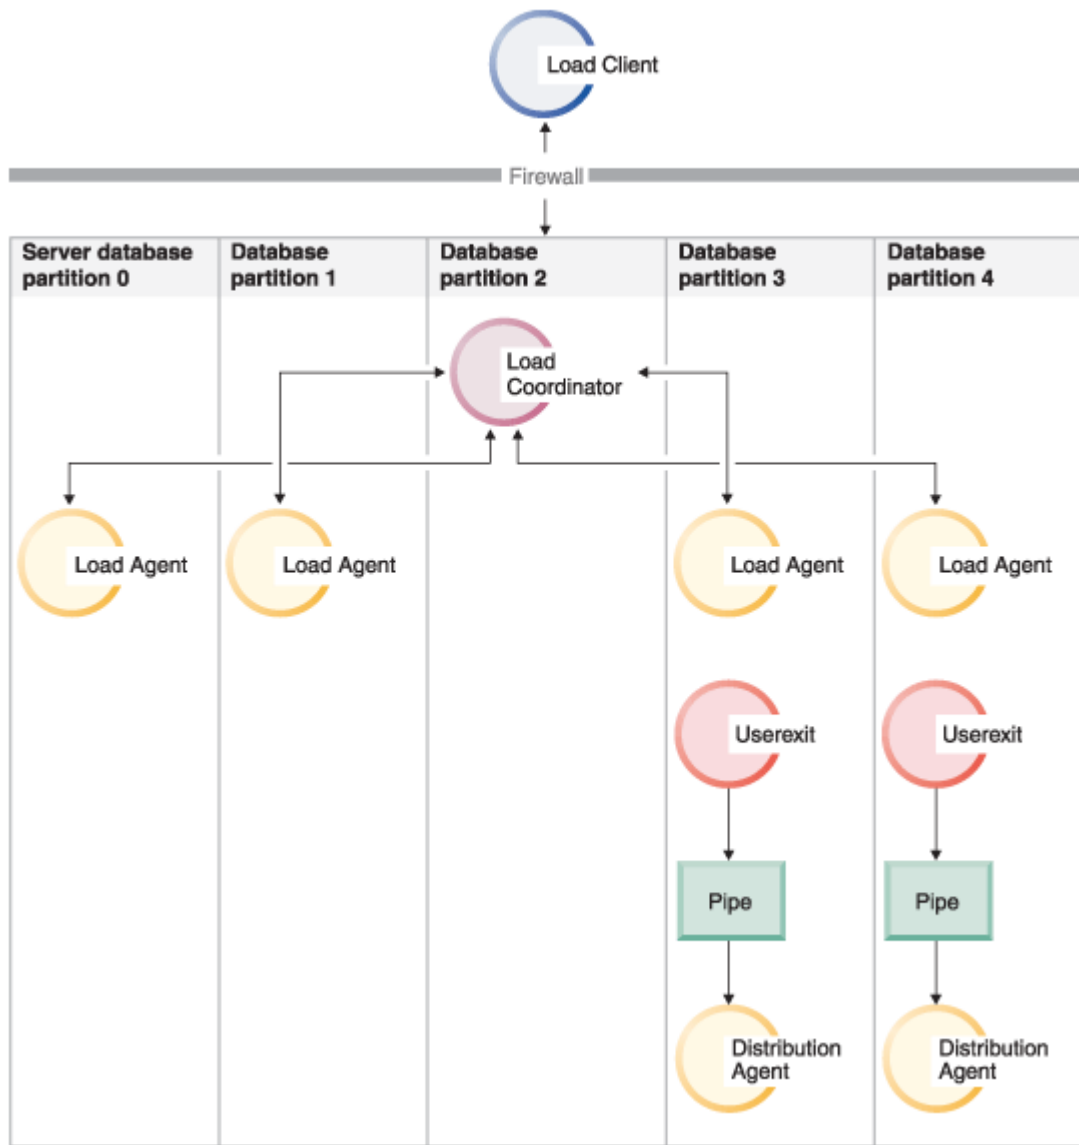 Load Client
Firewall
Server database
partition 0
Database
partition 1
Database
partition 2
Database
partition 3
Database
partition 4
Load
Coordinator
Load Agent
Load Agent
Load Agent
Load Agent
Userexit
Userexit
Pipe
Pipe
Distribution
Agent
Distribution
Agent